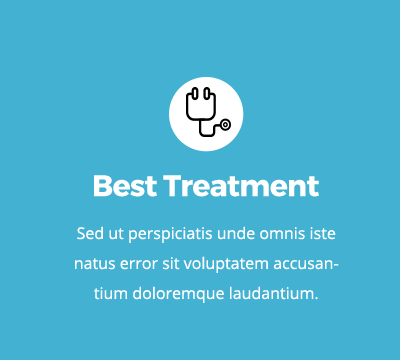 Best Treatment
Sed ut perspiciatis unde omnis iste
natus error sit voluptatem accusan-
tium doloremque laudantium.